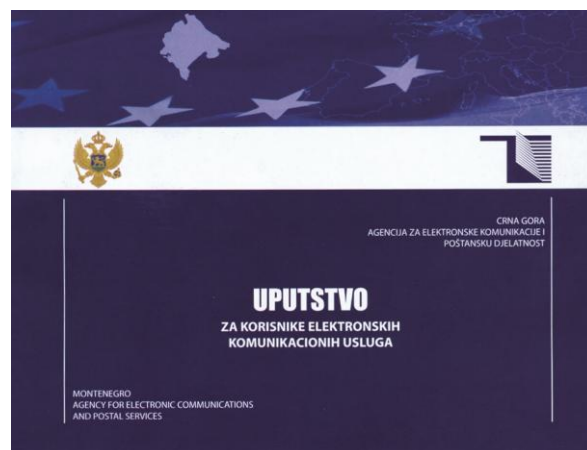 CRNA GORA
AGENCIJA ZA ELEKTRONSKE KOMUNIKACIJE I
POŠTANSKU DJELATNOST
UPUTSTVO
ZA KORISNIKE ELEKTRONSKIH
KOMUNIKACIONIH USLUGA
MONTENEGRO
AGENCY FOR ELECTRONIC COMMUNICATIONS
AND POSTAL SERVICES